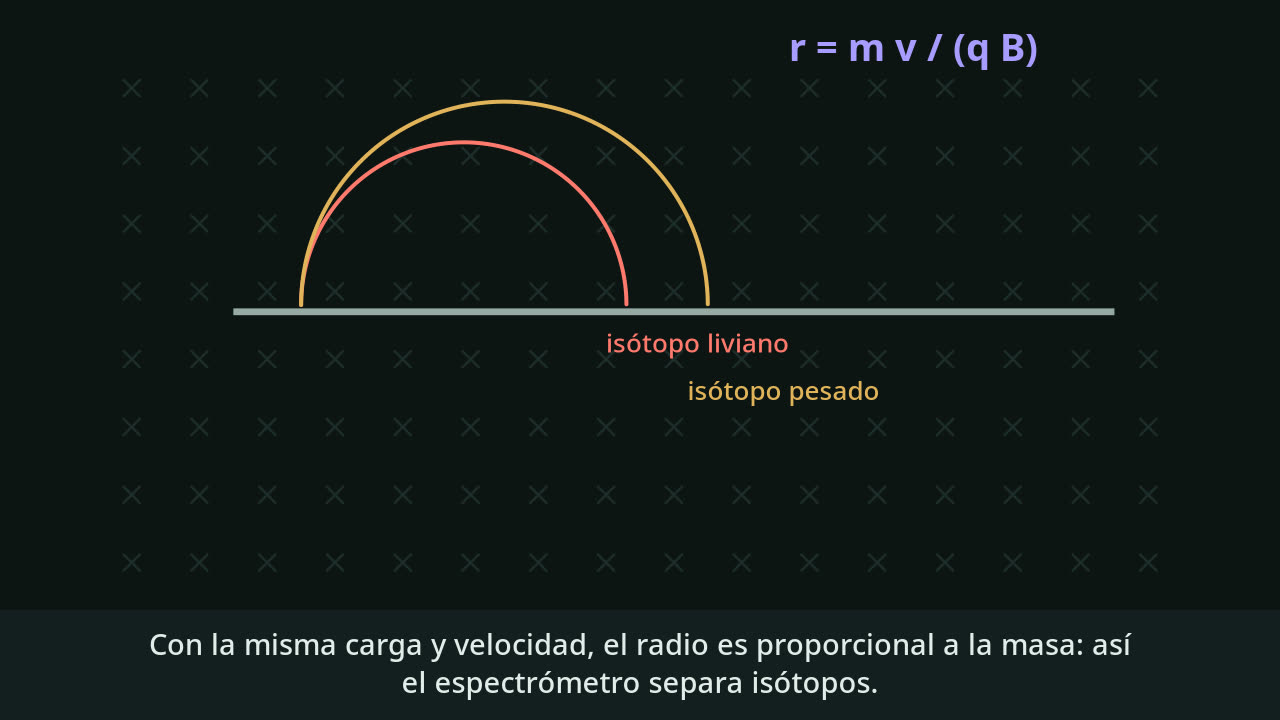 r = m v / (q B)
isótopo liviano
isótopo pesado
Con la misma carga y velocidad, el radio es proporcional a la masa: así
el espectrómetro separa isótopos.